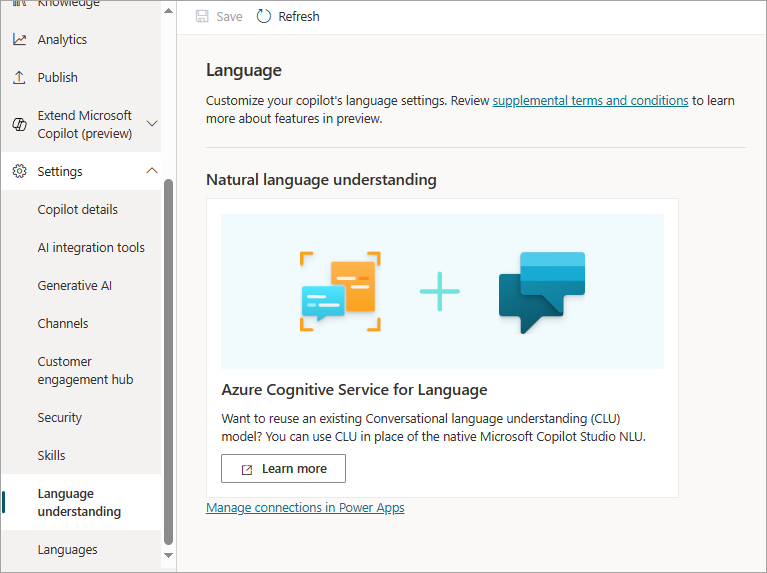 Knowledge
Analytics
Publish
Extend Microsoft
Copilot (preview)
Settings
Copilot details
AI integration tools
Generative AI
Channels
Customer
engagement hub
Security
Skills
Language
understanding
Languages
Save
Refresh
Language
Customize your copilot's language settings. Review supplemental terms and conditions to learn
more about features in preview.
Natural language understanding
Azure Cognitive Service for Language
Want to reuse an existing Conversational language understanding (CLU)
model? You can use CLU in place of the native Microsoft Copilot Studio NLU.
Learn more
Manage connections in Power Apps